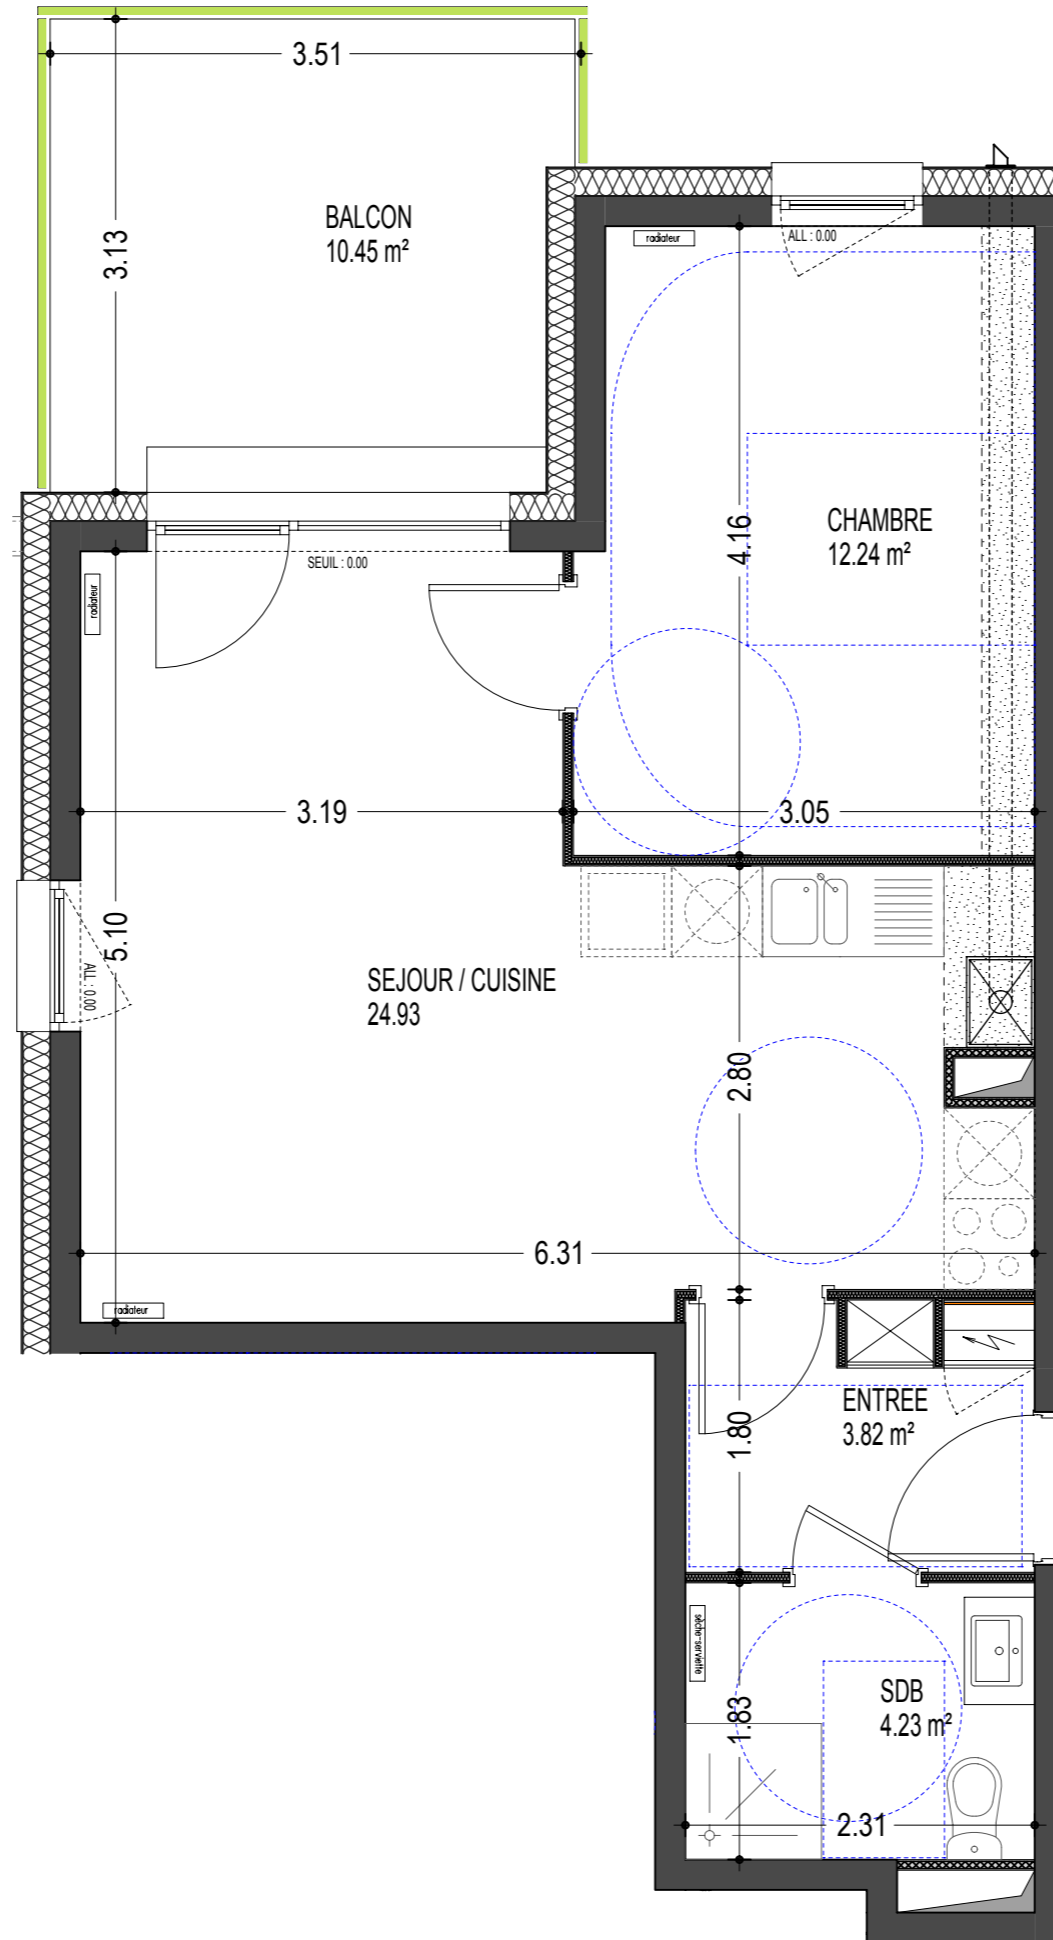 3.51
BALCON
10.45 m²
3.13
radiateur
ALL : 0.00
CHAMBRE
12.24 m²
4.16
SEUIL : 0.00
radiateur
3.19
3.05
5.10
ALL : 0.00
SEJOUR / CUISINE
24.93
2.80
6.31
radiateur
ENTREE
3.82 m²
1.80
sèche-serviette
SDB
4.23 m²
1.83
2.31